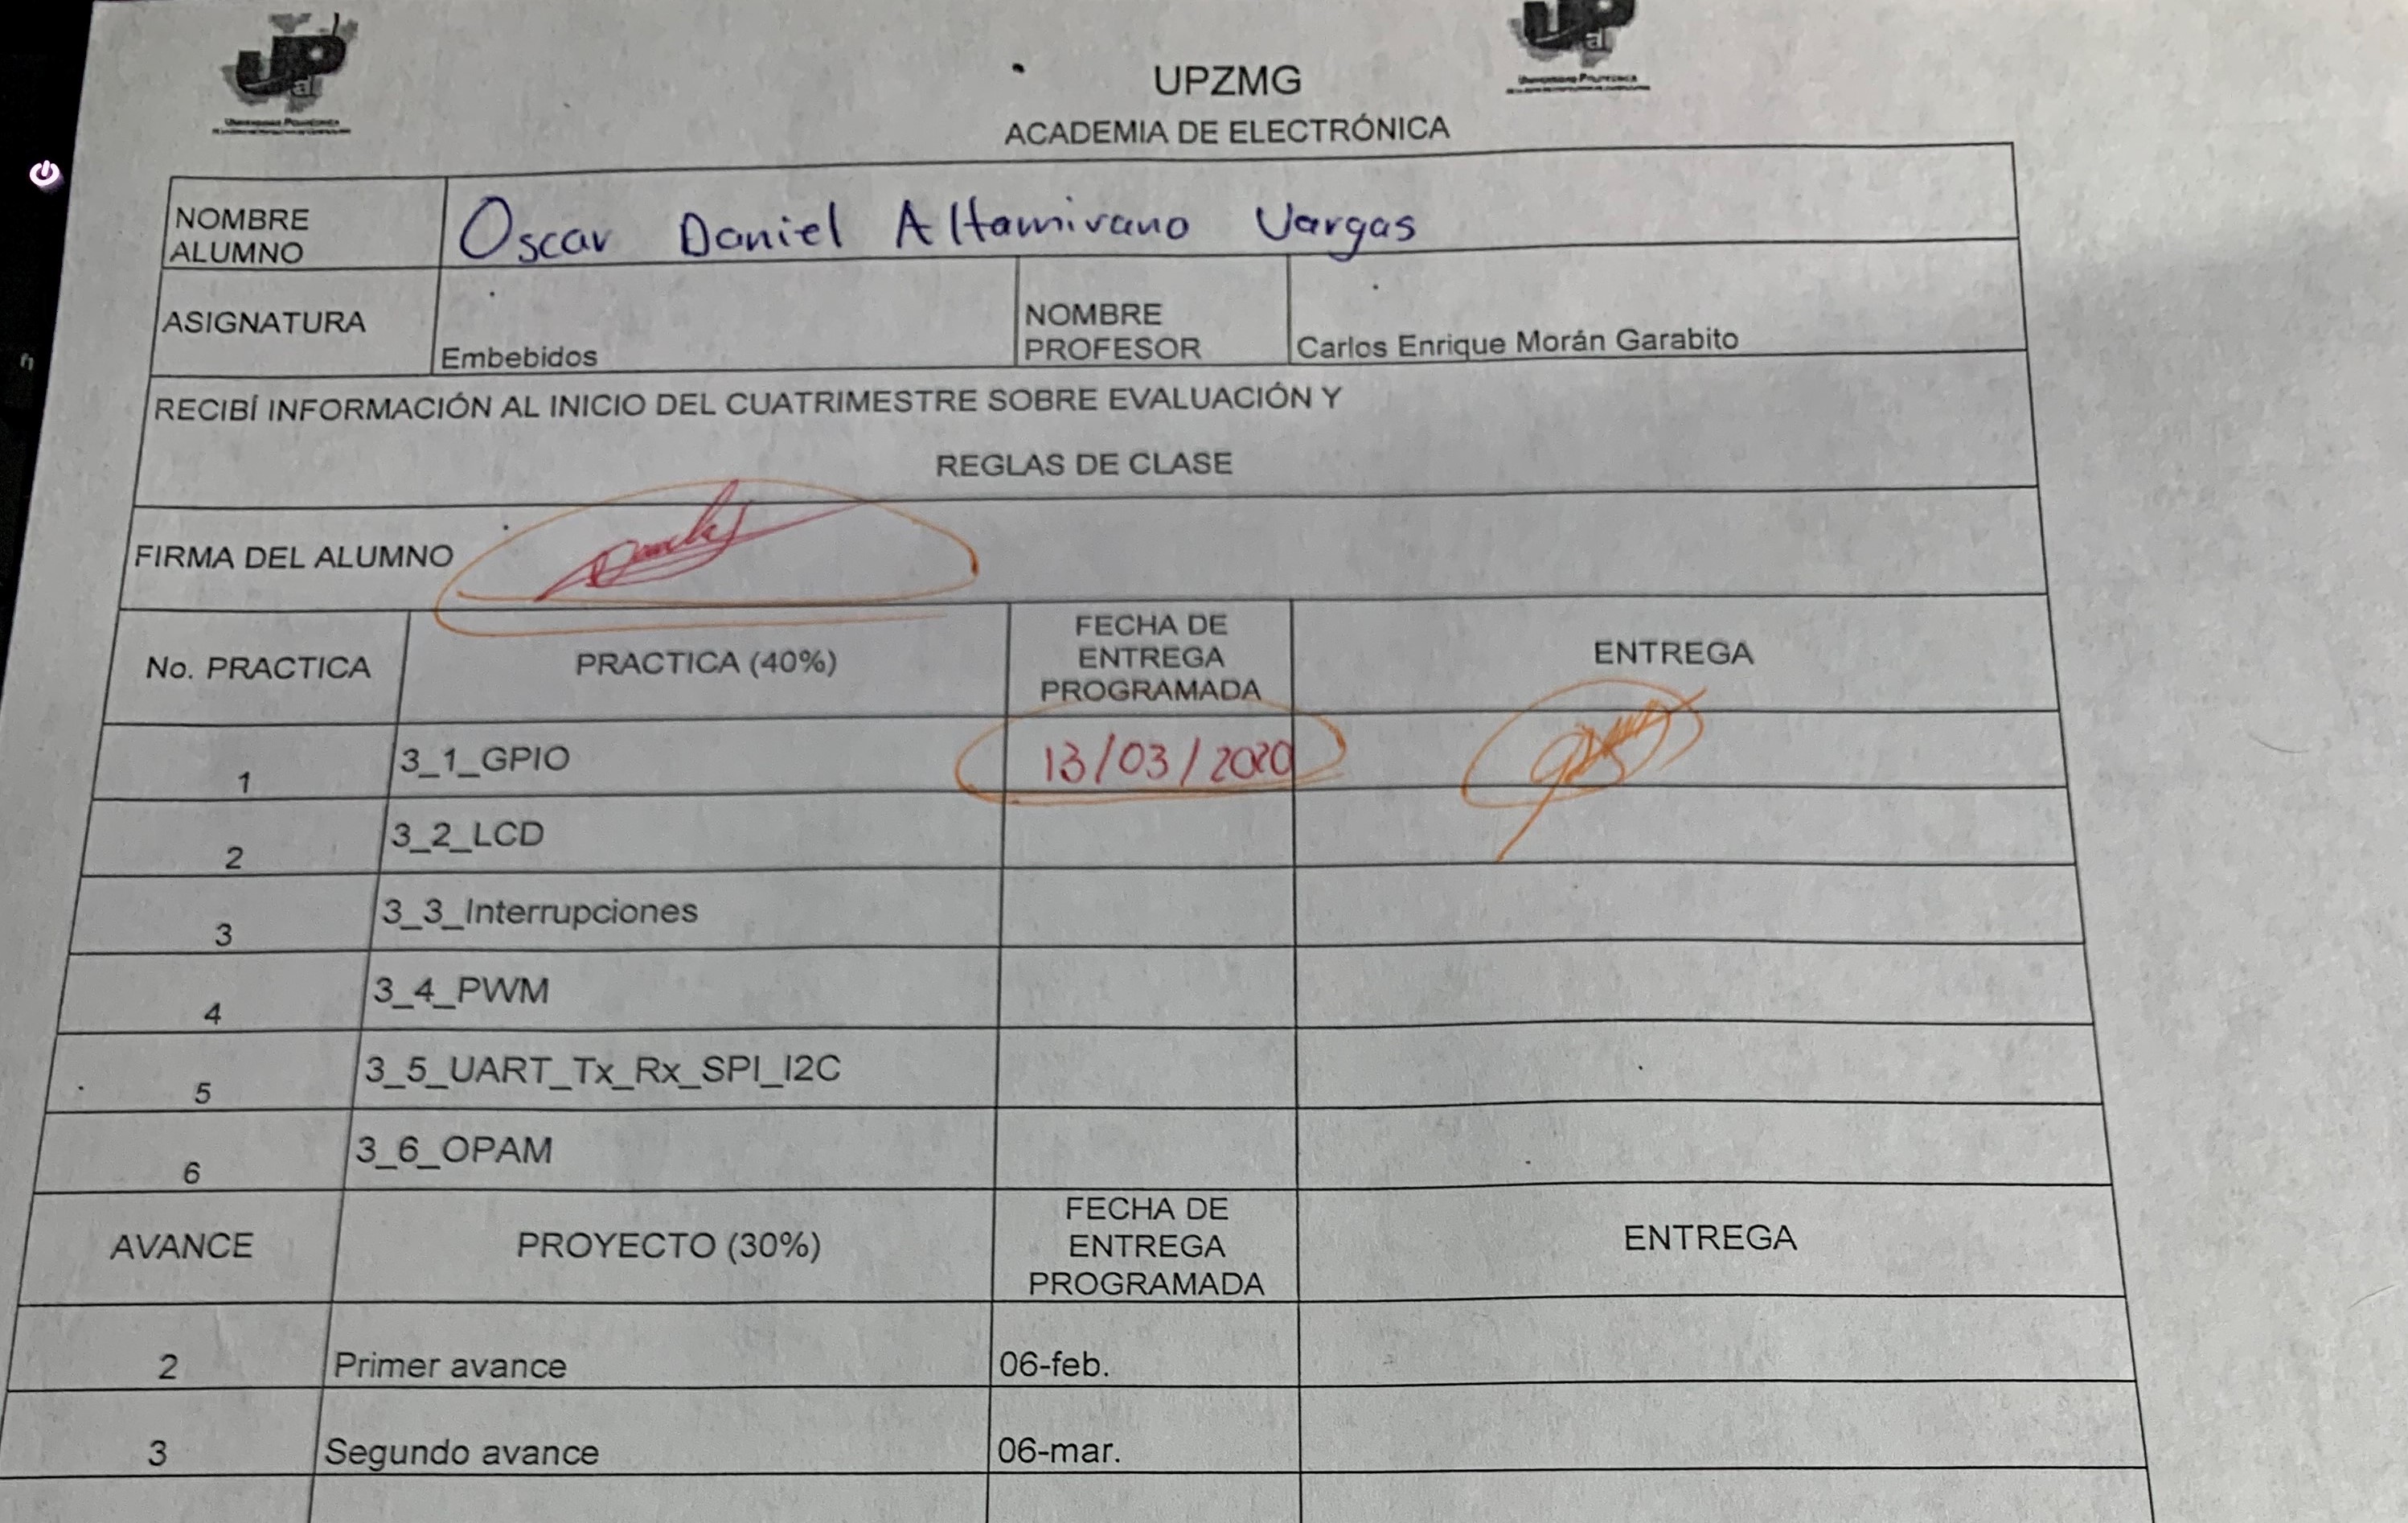 UPZMG
ACADEMIA DE ELECTRÓNICA
NOMBRE ALUMNO Oscar Daniel Altamirano Vargas
ASIGNATURA Embebidos NOMBRE PROFESOR Carlos Enrique Morán Garabito
RECIBÍ INFORMACIÓN AL INICIO DEL CUATRIMESTRE SOBRE EVALUACIÓN Y
REGLAS DE CLASE
FIRMA DEL ALUMNO
No. PRACTICA PRACTICA (40%) FECHA DE ENTREGA PROGRAMADA ENTREGA
1 3_1_GPIO 13/03/2020
2 3_2_LCD
3 3_3_Interrupciones
4 3_4_PWM
5 3_5_UART_Tx_Rx_SPI_I2C
6 3_6_OPAM
AVANCE PROYECTO (30%) FECHA DE ENTREGA PROGRAMADA ENTREGA
2 Primer avance 06-feb.
3 Segundo avance 06-mar.